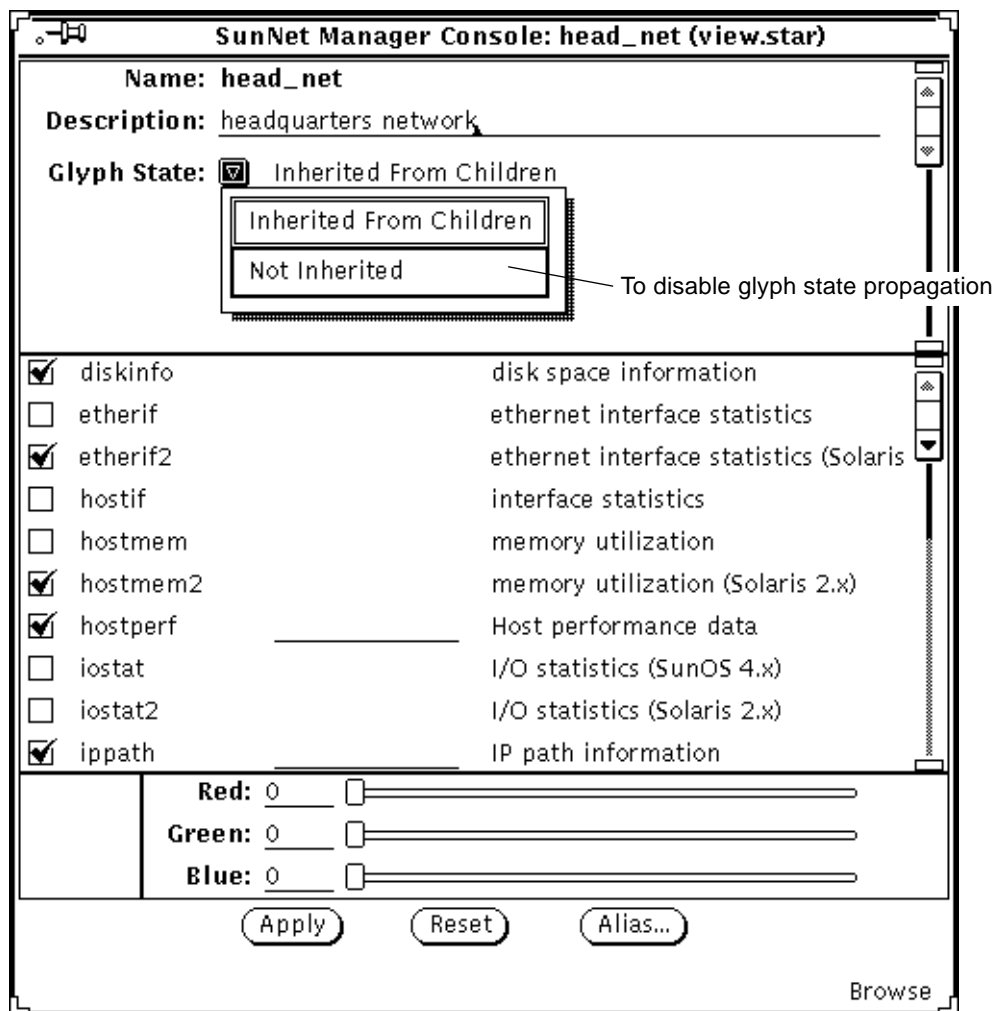 SunNet Manager Console: head_net (view.star)
Name: head_net
Description: headquarters network
Glyph State: Inherited From Children
Inherited From Children
Not Inherited
To disable glyph state propagation
diskinfo disk space information
etherif ethernet interface statistics
etherif2 ethernet interface statistics (Solaris
hostif interface statistics
hostmem memory utilization
hostmem2 memory utilization (Solaris 2.x)
hostperf Host performance data
iostat I/O statistics (SunOS 4.x)
iostat2 I/O statistics (Solaris 2.x)
ippath IP path information
Red: 0
Green: 0
Blue: 0
Apply Reset Alias...
Browse